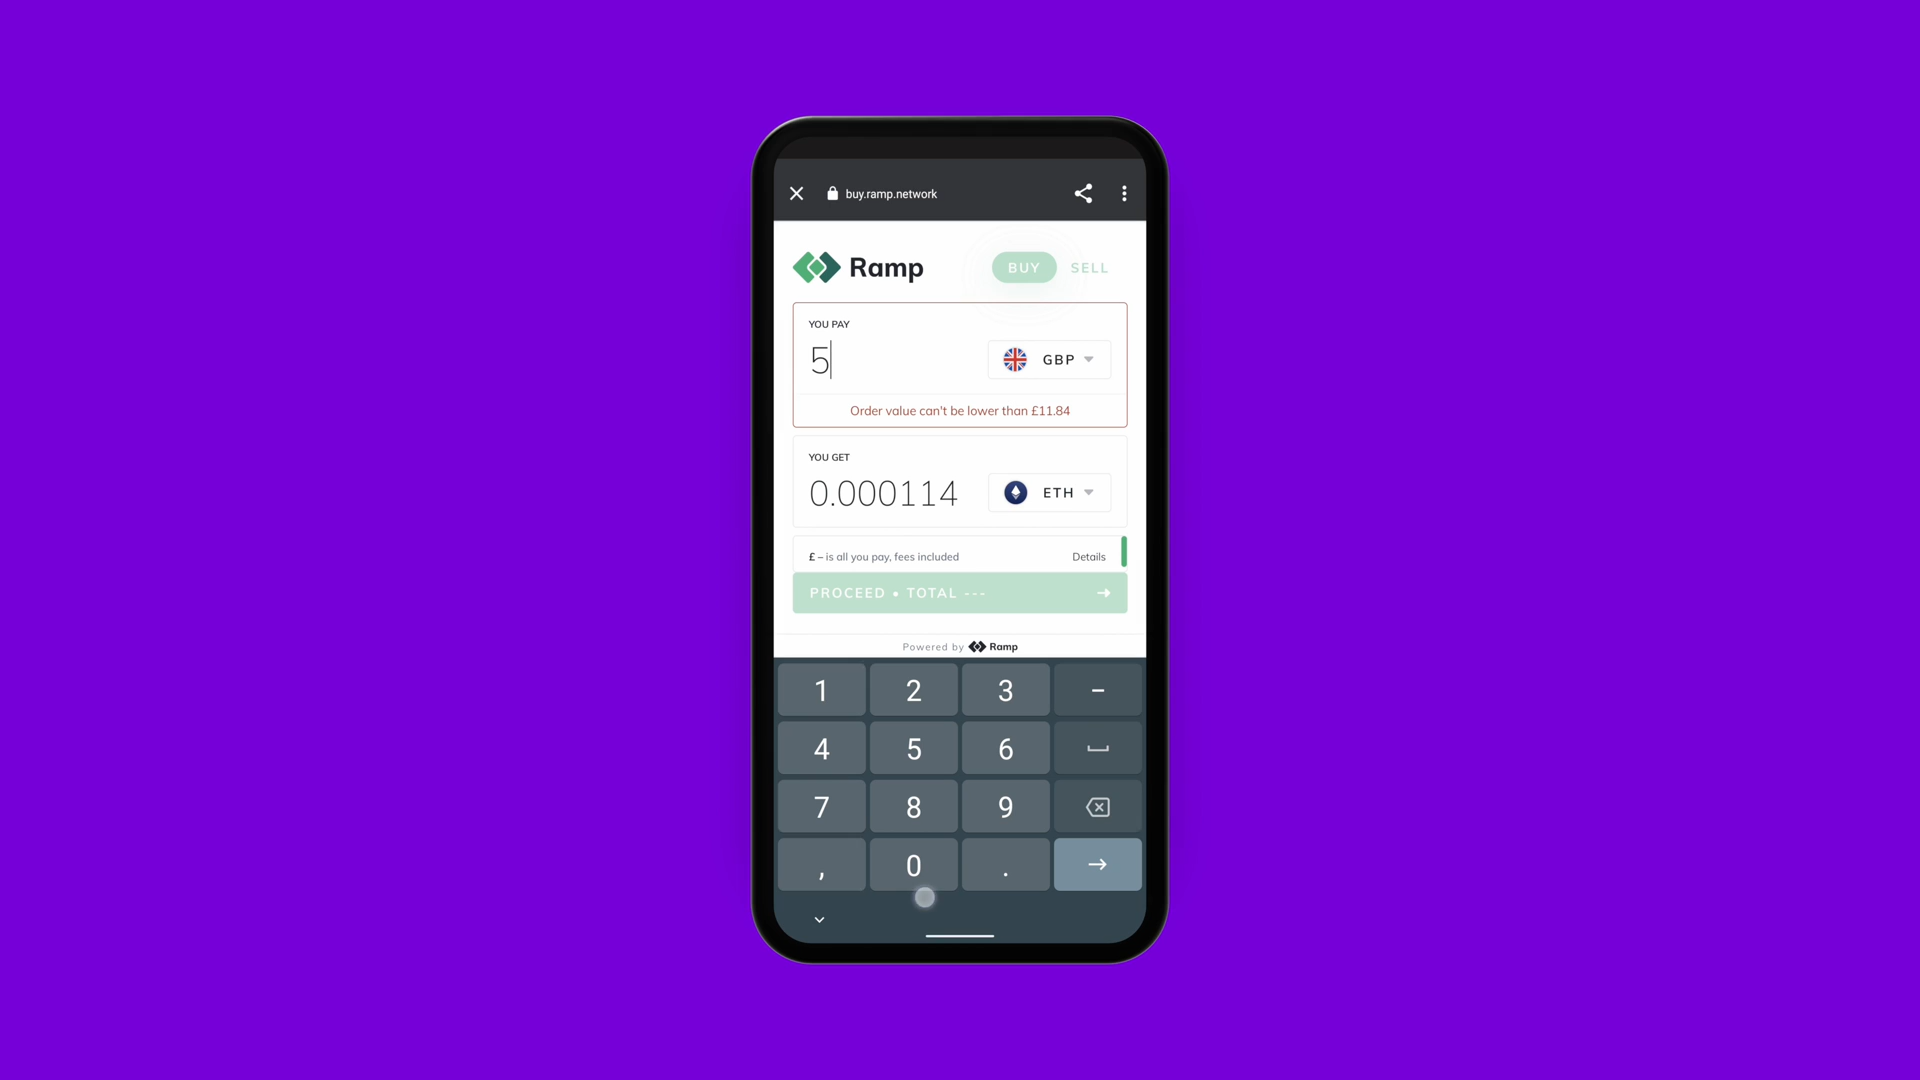 buy.ramp.network
Ramp
BUY SELL
YOU PAY
5
GBP
Order value can't be lower than £11.84
YOU GET
0.000114
ETH
£ – is all you pay, fees included
Details
PROCEED • TOTAL ---
Powered by Ramp
1 2 3 -
4 5 6
7 8 9
, 0 .